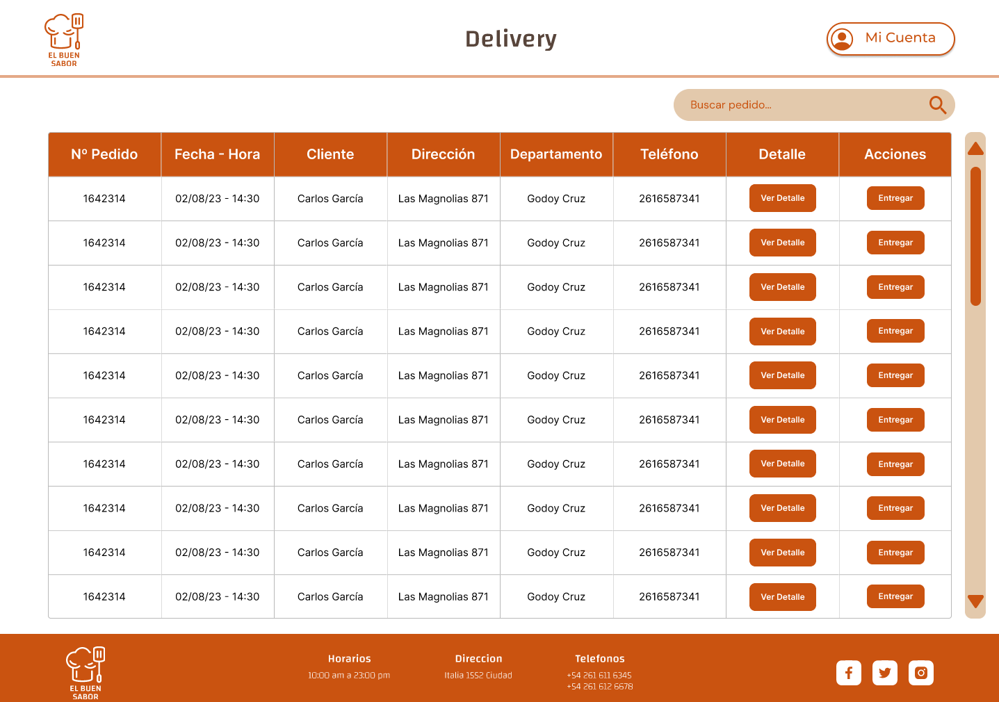 EL BUEN
SABOR
Delivery
Mi Cuenta
Buscar pedido...
Nº Pedido Fecha - Hora Cliente Dirección Departamento Teléfono Detalle Acciones
1642314 02/08/23 - 14:30 Carlos García Las Magnolias 871 Godoy Cruz 2616587341 Ver Detalle Entregar
1642314 02/08/23 - 14:30 Carlos García Las Magnolias 871 Godoy Cruz 2616587341 Ver Detalle Entregar
1642314 02/08/23 - 14:30 Carlos García Las Magnolias 871 Godoy Cruz 2616587341 Ver Detalle Entregar
1642314 02/08/23 - 14:30 Carlos García Las Magnolias 871 Godoy Cruz 2616587341 Ver Detalle Entregar
1642314 02/08/23 - 14:30 Carlos García Las Magnolias 871 Godoy Cruz 2616587341 Ver Detalle Entregar
1642314 02/08/23 - 14:30 Carlos García Las Magnolias 871 Godoy Cruz 2616587341 Ver Detalle Entregar
1642314 02/08/23 - 14:30 Carlos García Las Magnolias 871 Godoy Cruz 2616587341 Ver Detalle Entregar
1642314 02/08/23 - 14:30 Carlos García Las Magnolias 871 Godoy Cruz 2616587341 Ver Detalle Entregar
1642314 02/08/23 - 14:30 Carlos García Las Magnolias 871 Godoy Cruz 2616587341 Ver Detalle Entregar
1642314 02/08/23 - 14:30 Carlos García Las Magnolias 871 Godoy Cruz 2616587341 Ver Detalle Entregar
EL BUEN
SABOR
Horarios
10:00 am a 23:00 pm
Direccion
Italia 1552 Ciudad
Telefonos
+54 261 611 6345
+54 261 612 6678